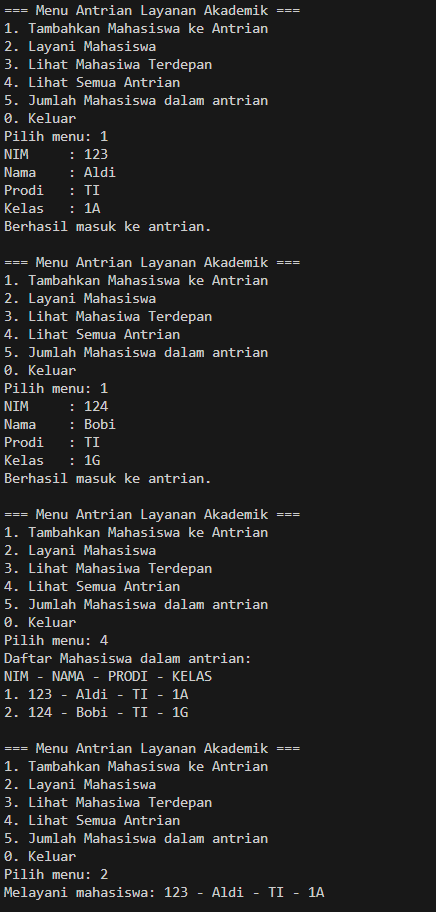 === Menu Antrian Layanan Akademik ===
1. Tambahkan Mahasiswa ke Antrian
2. Layani Mahasiswa
3. Lihat Mahasiwa Terdepan
4. Lihat Semua Antrian
5. Jumlah Mahasiswa dalam antrian
0. Keluar
Pilih menu: 1
NIM     : 123
Nama    : Aldi
Prodi   : TI
Kelas   : 1A
Berhasil masuk ke antrian.

=== Menu Antrian Layanan Akademik ===
1. Tambahkan Mahasiswa ke Antrian
2. Layani Mahasiswa
3. Lihat Mahasiwa Terdepan
4. Lihat Semua Antrian
5. Jumlah Mahasiswa dalam antrian
0. Keluar
Pilih menu: 1
NIM     : 124
Nama    : Bobi
Prodi   : TI
Kelas   : 1G
Berhasil masuk ke antrian.

=== Menu Antrian Layanan Akademik ===
1. Tambahkan Mahasiswa ke Antrian
2. Layani Mahasiswa
3. Lihat Mahasiwa Terdepan
4. Lihat Semua Antrian
5. Jumlah Mahasiswa dalam antrian
0. Keluar
Pilih menu: 4
Daftar Mahasiswa dalam antrian:
NIM - NAMA - PRODI - KELAS
1. 123 - Aldi - TI - 1A
2. 124 - Bobi - TI - 1G

=== Menu Antrian Layanan Akademik ===
1. Tambahkan Mahasiswa ke Antrian
2. Layani Mahasiswa
3. Lihat Mahasiwa Terdepan
4. Lihat Semua Antrian
5. Jumlah Mahasiswa dalam antrian
0. Keluar
Pilih menu: 2
Melayani mahasiswa: 123 - Aldi - TI - 1A